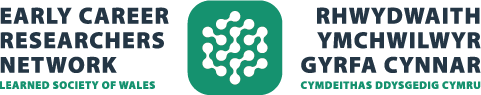 EARLY CAREER
RESEARCHERS
NETWORK
LEARNED SOCIETY OF WALES
RHWYDWAITH
YMCHWILWYR
GYRFA CYNNAR
CYMDEITHAS DDYSGEDIG CYMRU